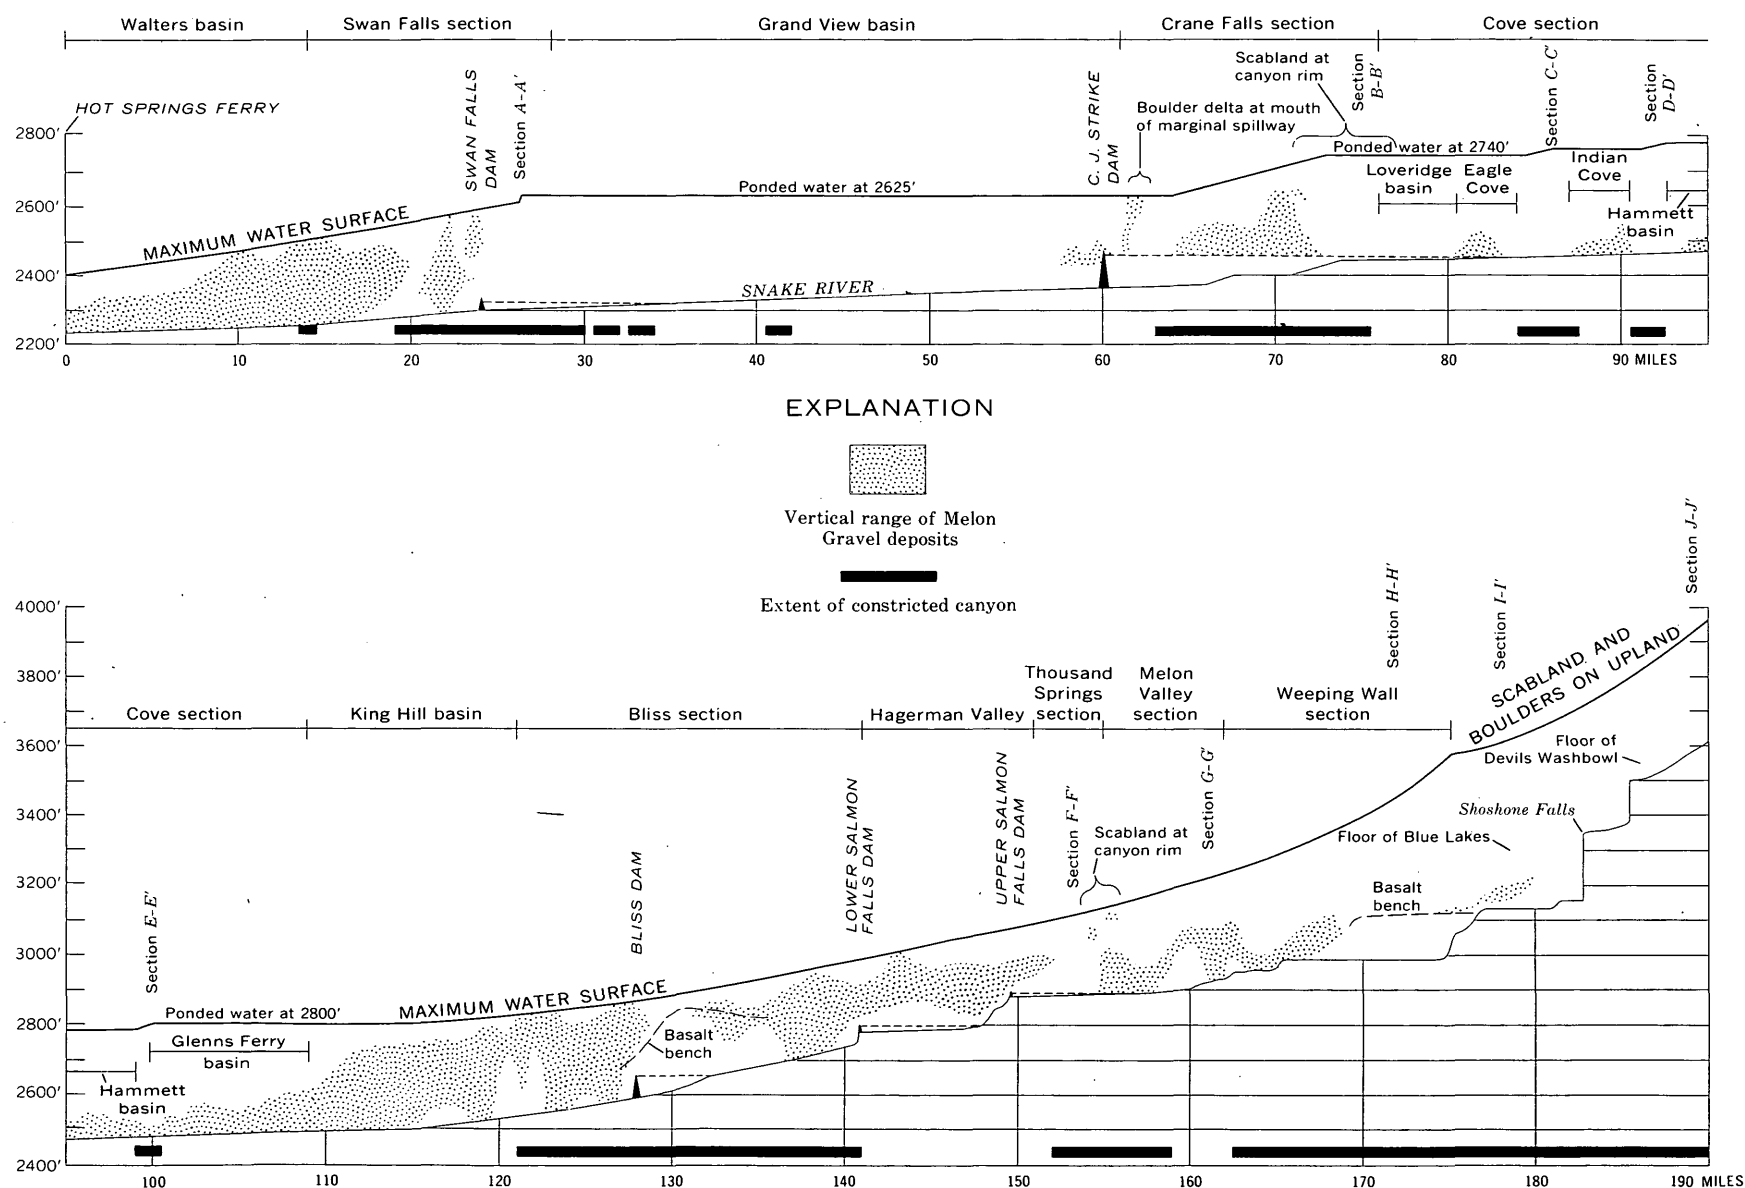 Walters basin
Swan Falls section
Grand View basin
Crane Falls section
Cove section
HOT SPRINGS FERRY
SWAN FALLS
DAM
Section A-A′
C. J. STRIKE
DAM
Boulder delta at mouth
of marginal spillway
Scabland at
canyon rim
Section
B-B′
Section C-C′
Section
D-D′
2800′
2600′
2400′
2200′
MAXIMUM WATER SURFACE
Ponded water at 2625′
Ponded water at 2740′
Loveridge
basin
Eagle
Cove
Indian
Cove
Hammett
basin
SNAKE RIVER
0
10
20
30
40
50
60
70
80
90 MILES
EXPLANATION
Vertical range of Melon
Gravel deposits
Extent of constricted canyon
4000′
3800′
3600′
3400′
3200′
3000′
2800′
2600′
2400′
Cove section
King Hill basin
Bliss section
Hagerman Valley
Thousand
Springs
section
Melon
Valley
section
Weeping Wall
section
Section E-E′
BLISS DAM
LOWER SALMON
FALLS DAM
UPPER SALMON
FALLS DAM
Section F-F′
Scabland at
canyon rim
Section G-G′
Section H-H′
Section I-I′
Section J-J′
SCABLAND AND
BOULDERS ON UPLAND
Floor of
Devils Washbowl
Shoshone Falls
Floor of Blue Lakes
Basalt
bench
Ponded water at 2800′
MAXIMUM WATER SURFACE
Glenns Ferry
basin
Hammett
basin
Basalt
bench
100
110
120
130
140
150
160
170
180
190 MILES